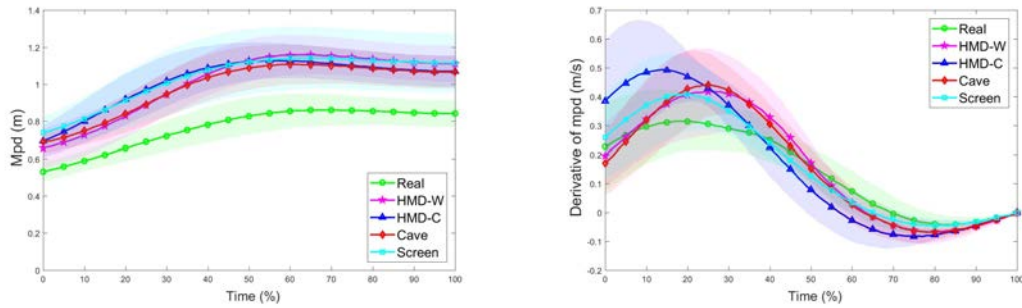 1.4
1.2
1
0.8
0.6
0.4
0.2
0
0 10 20 30 40 50 60 70 80 90 100
Mpd (m)
Time (%)
Real
HMD-W
HMD-C
Cave
Screen
0.7
0.6
0.5
0.4
0.3
0.2
0.1
0
-0.1
-0.2
0 10 20 30 40 50 60 70 80 90 100
Derivative of mpd (m/s)
Time (%)
Real
HMD-W
HMD-C
Cave
Screen